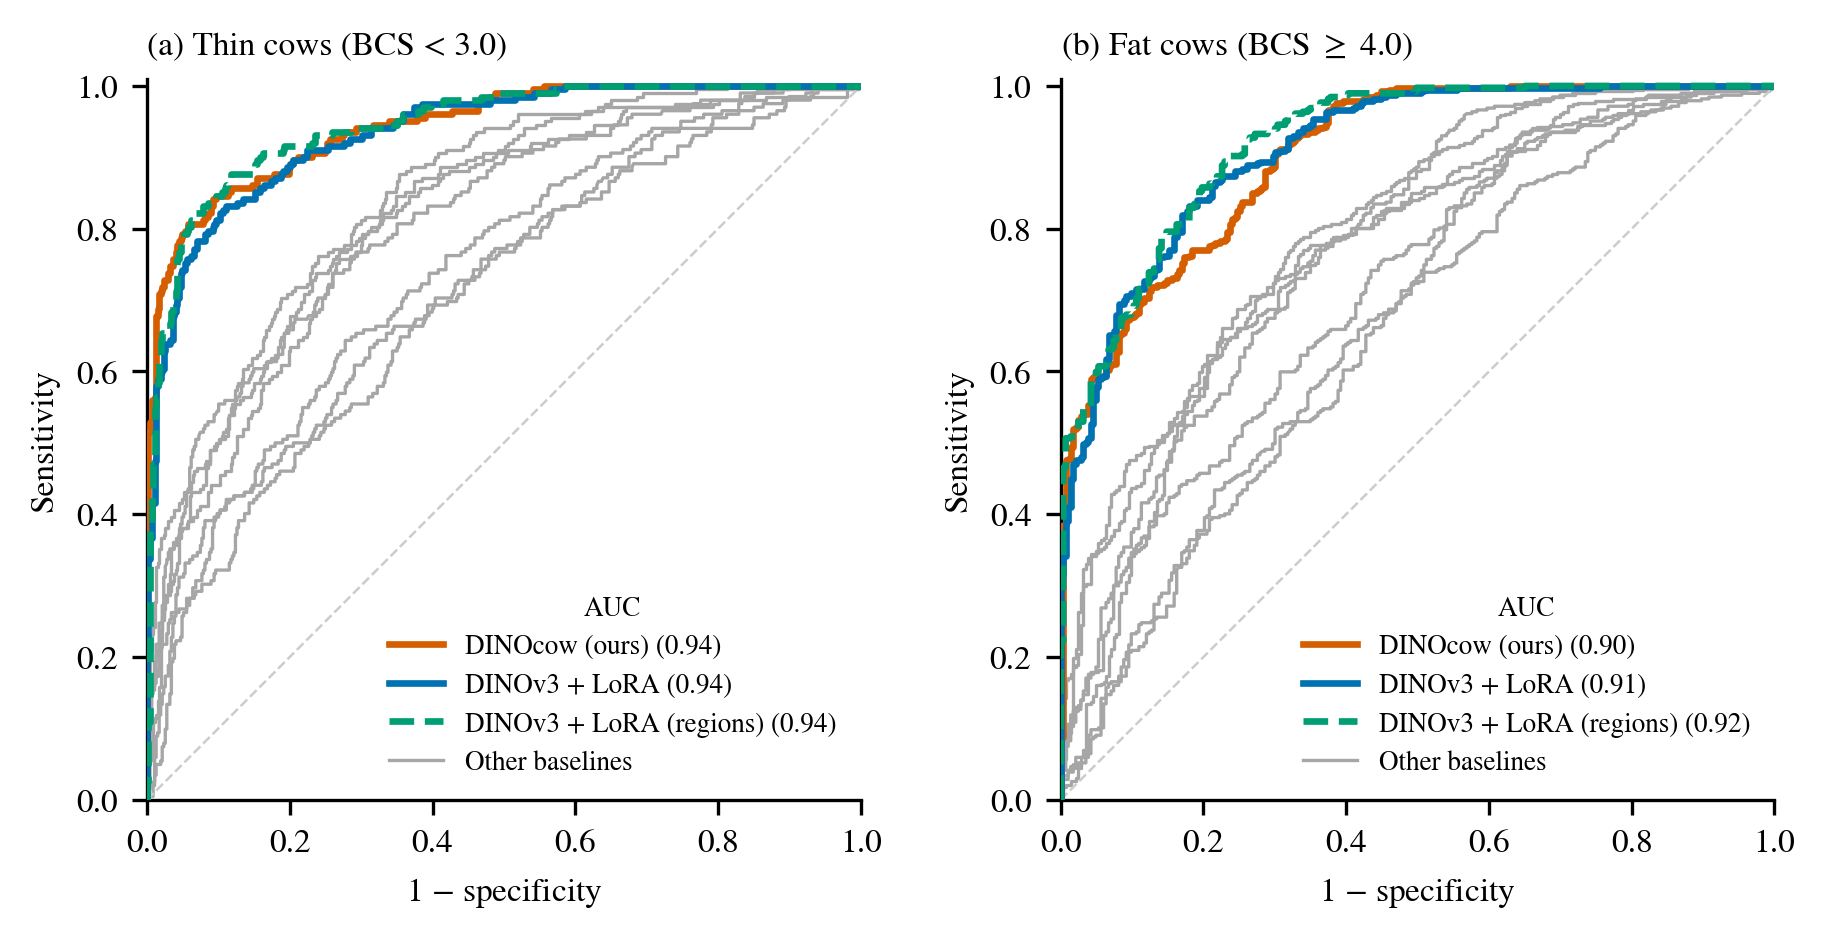 (a) Thin cows (BCS < 3.0)
1.0
0.8
0.6
0.4
0.2
0.0
Sensitivity
0.0 0.2 0.4 0.6 0.8 1.0
1 − specificity
AUC
DINOcow (ours) (0.94)
DINOv3 + LoRA (0.94)
DINOv3 + LoRA (regions) (0.94)
Other baselines
(b) Fat cows (BCS ≥ 4.0)
1.0
0.8
0.6
0.4
0.2
0.0
Sensitivity
0.0 0.2 0.4 0.6 0.8 1.0
1 − specificity
AUC
DINOcow (ours) (0.90)
DINOv3 + LoRA (0.91)
DINOv3 + LoRA (regions) (0.92)
Other baselines